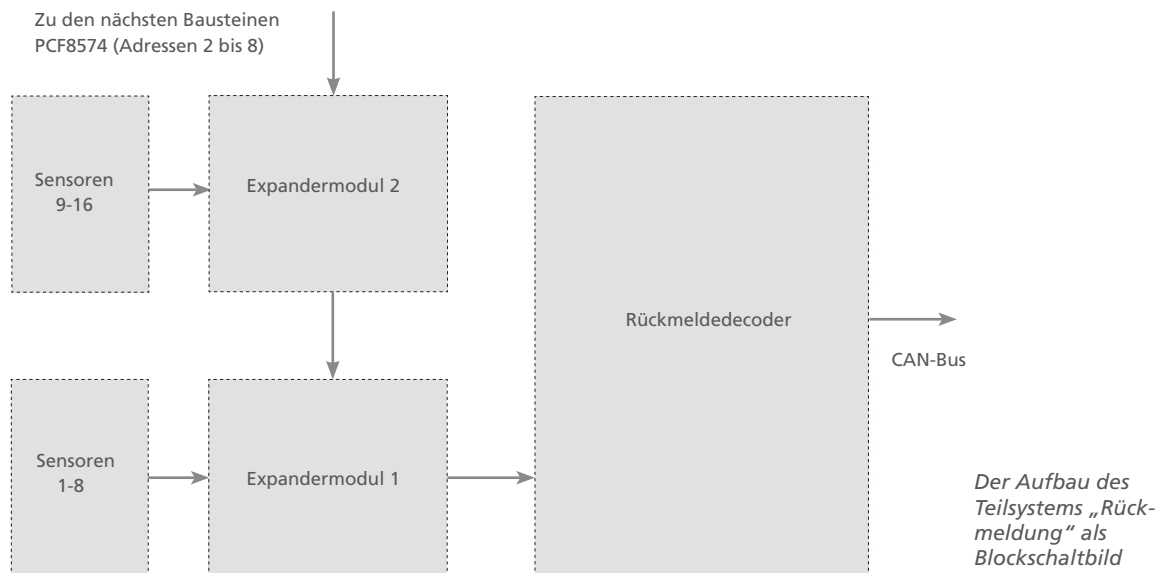 Zu den nächsten Bausteinen
PCF8574 (Adressen 2 bis 8)
Sensoren
9-16
Expandermodul 2
Rückmeldedecoder
CAN-Bus
Sensoren
1-8
Expandermodul 1
Der Aufbau des
Teilsystems „Rück-
meldung“ als
Blockschaltbild